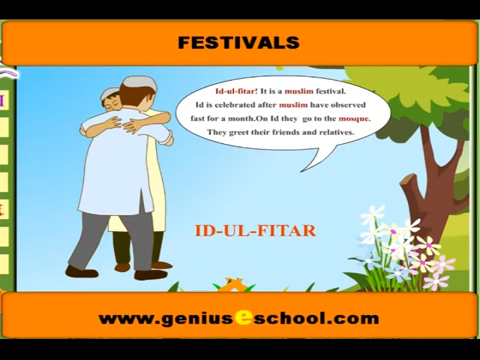 FESTIVALS
Id-ul-fitar! It is a muslim festival.
Id is celebrated after muslim have observed
fast for a month.On Id they go to the mosque.
They greet their friends and relatives.
ID-UL-FITAR
www.geniuseschool.com